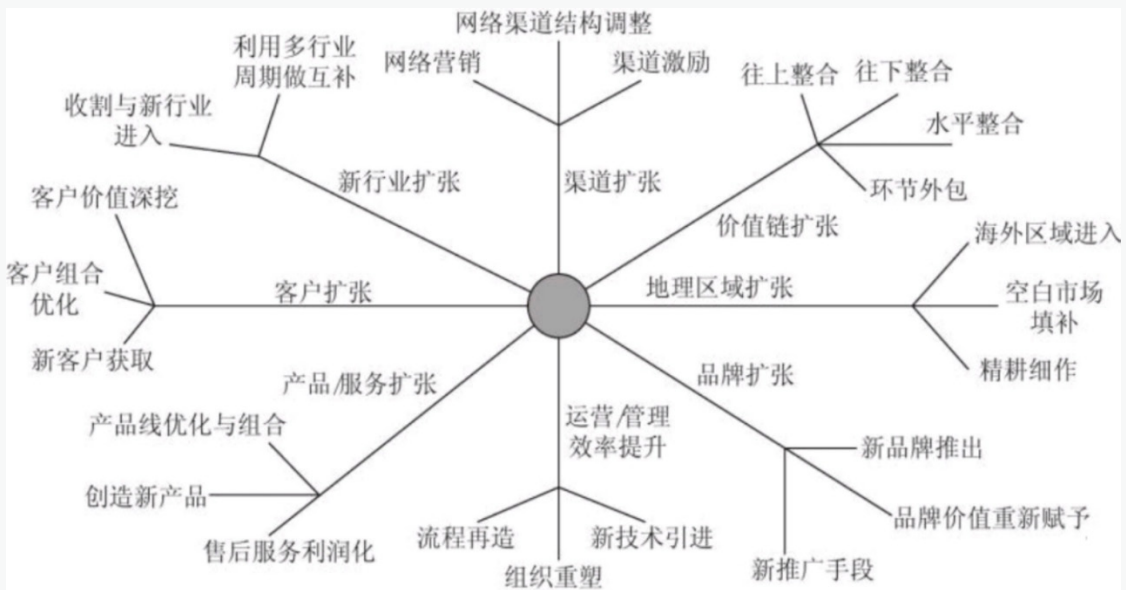 网络渠道结构调整
网络营销
渠道激励
渠道扩张
往上整合
往下整合
水平整合
环节外包
价值链扩张
海外区域进入
空白市场
填补
精耕细作
地理区域扩张
品牌扩张
新品牌推出
品牌价值重新赋予
新推广手段
运营/管理
效率提升
流程再造
新技术引进
组织重塑
产品/服务扩张
产品线优化与组合
创造新产品
售后服务利润化
客户扩张
客户价值深挖
客户组合
优化
新客户获取
新行业扩张
利用多行业
周期做互补
收割与新行业
进入